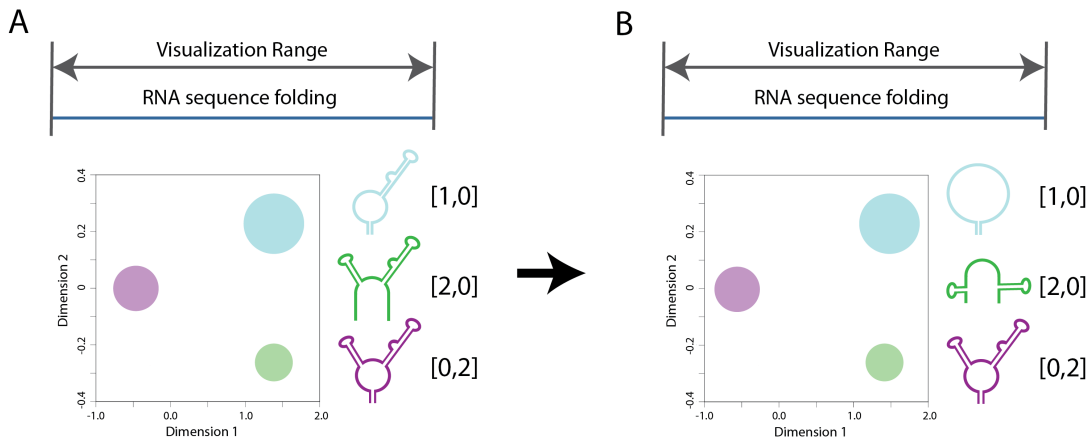 A
Visualization Range
RNA sequence folding
0.4
0.2
0
-0.2
-0.4
Dimension 2
-1.0 0.0 1.0 2.0
Dimension 1
[1,0]
[2,0]
[0,2]
B
Visualization Range
RNA sequence folding
0.4
0.2
0
-0.2
-0.4
Dimension 2
-1.0 0.0 1.0 2.0
Dimension 1
[1,0]
[2,0]
[0,2]